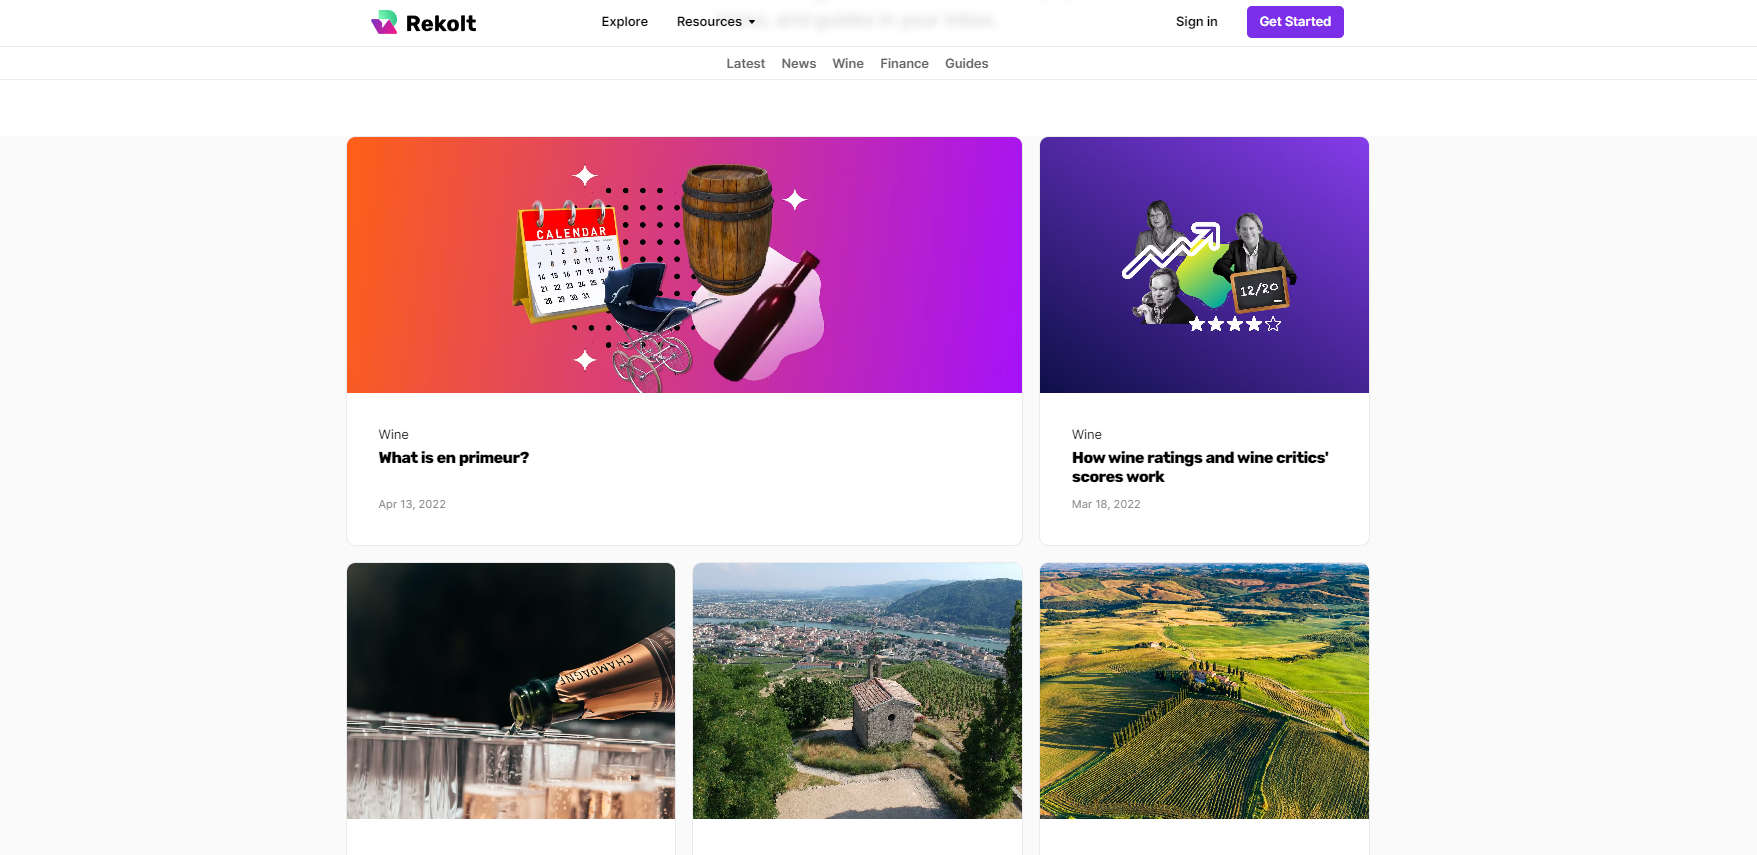 Rekolt
Explore
Resources
Sign in
Get Started
Latest
News
Wine
Finance
Guides
CALENDAR
1 2 3 4 5 6
7 8 9 10 11 12 13
14 15 16 17 18 19 20
21 22 23 24 25
28 29 30 31
12/20
Wine
What is en primeur?
Apr 13, 2022
Wine
How wine ratings and wine critics'
scores work
Mar 18, 2022
CHAMPAGNE